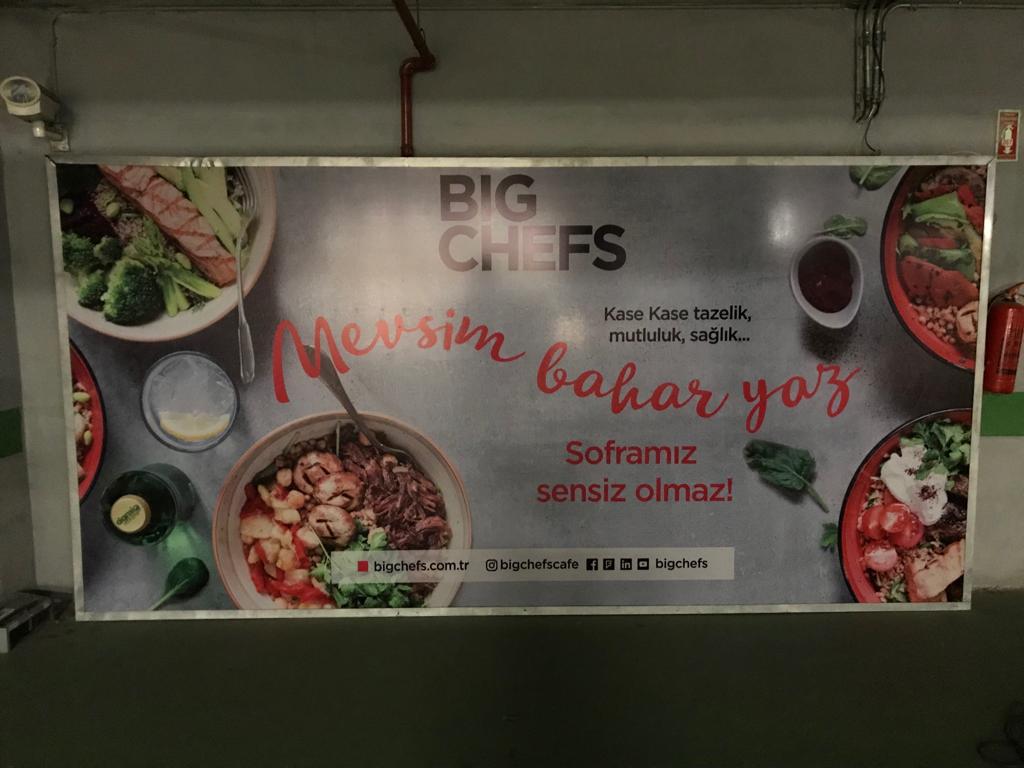 BIG
CHEFS
Kase Kase tazelik,
mutluluk, sağlık...
Mevsim bahar yaz
Soframız
sensiz olmaz!
bigchefs.com.tr bigchefscafe bigchefs